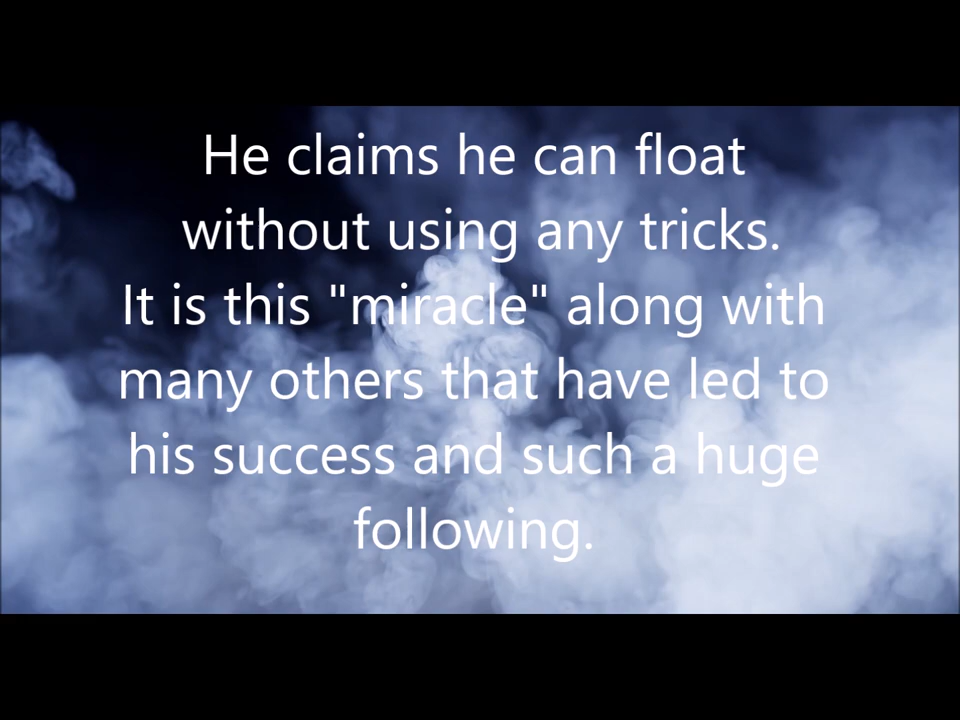 He claims he can float
without using any tricks.
It is this "miracle" along with
many others that have led to
his success and such a huge
following.